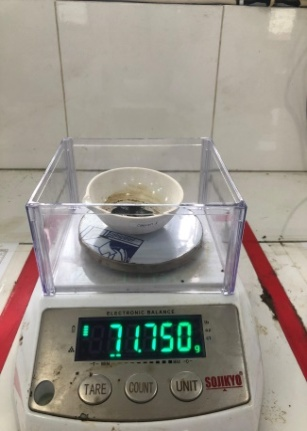 ELECTRONIC BALANCE
71.750 g
TARE COUNT UNIT SOJIKYO